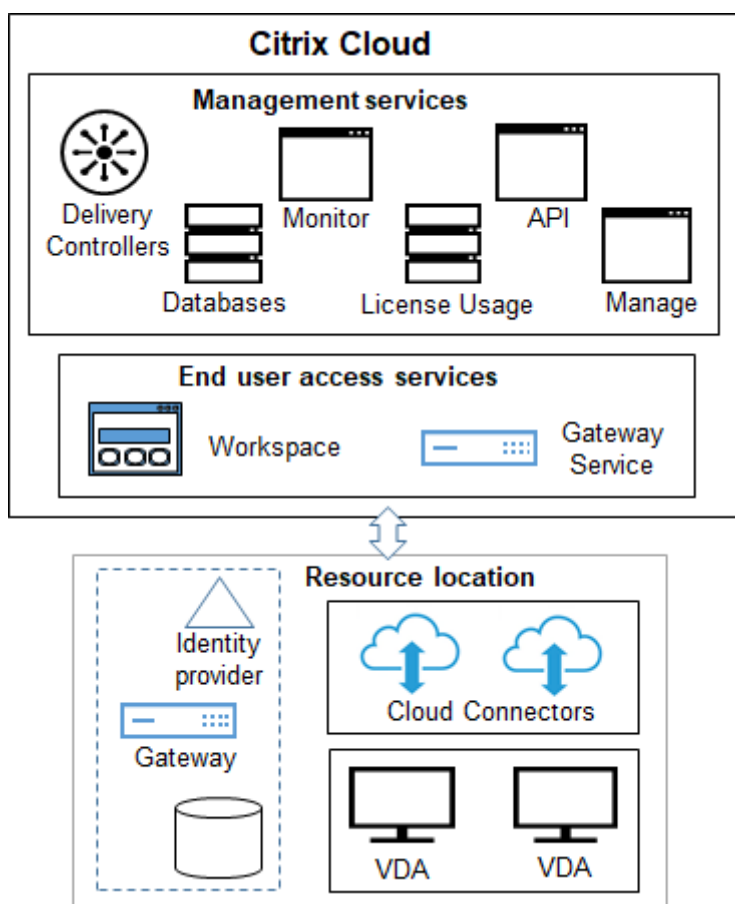 Citrix Cloud
Management services
Delivery
Controllers
Monitor
API
Databases
License Usage
Manage
End user access services
Workspace
Gateway
Service
Resource location
Identity
provider
Gateway
Cloud Connectors
VDA
VDA